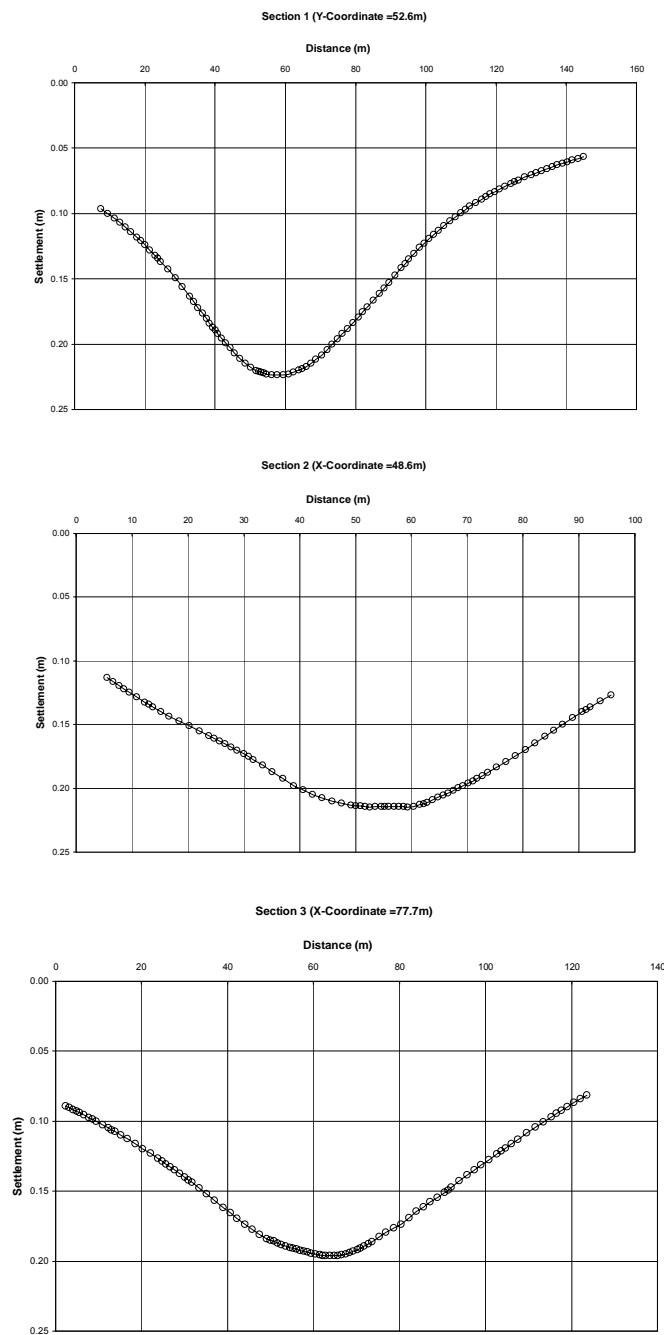 Section 1 (Y-Coordinate =52.6m)
Distance (m)
0 20 40 60 80 100 120 140 160
0.00
0.05
0.10
0.15
0.20
0.25
Settlement (m)
Section 2 (X-Coordinate =48.6m)
Distance (m)
0 10 20 30 40 50 60 70 80 90 100
0.00
0.05
0.10
0.15
0.20
0.25
Settlement (m)
Section 3 (X-Coordinate =77.7m)
Distance (m)
0 20 40 60 80 100 120 140
0.00
0.05
0.10
0.15
0.20
0.25
Settlement (m)